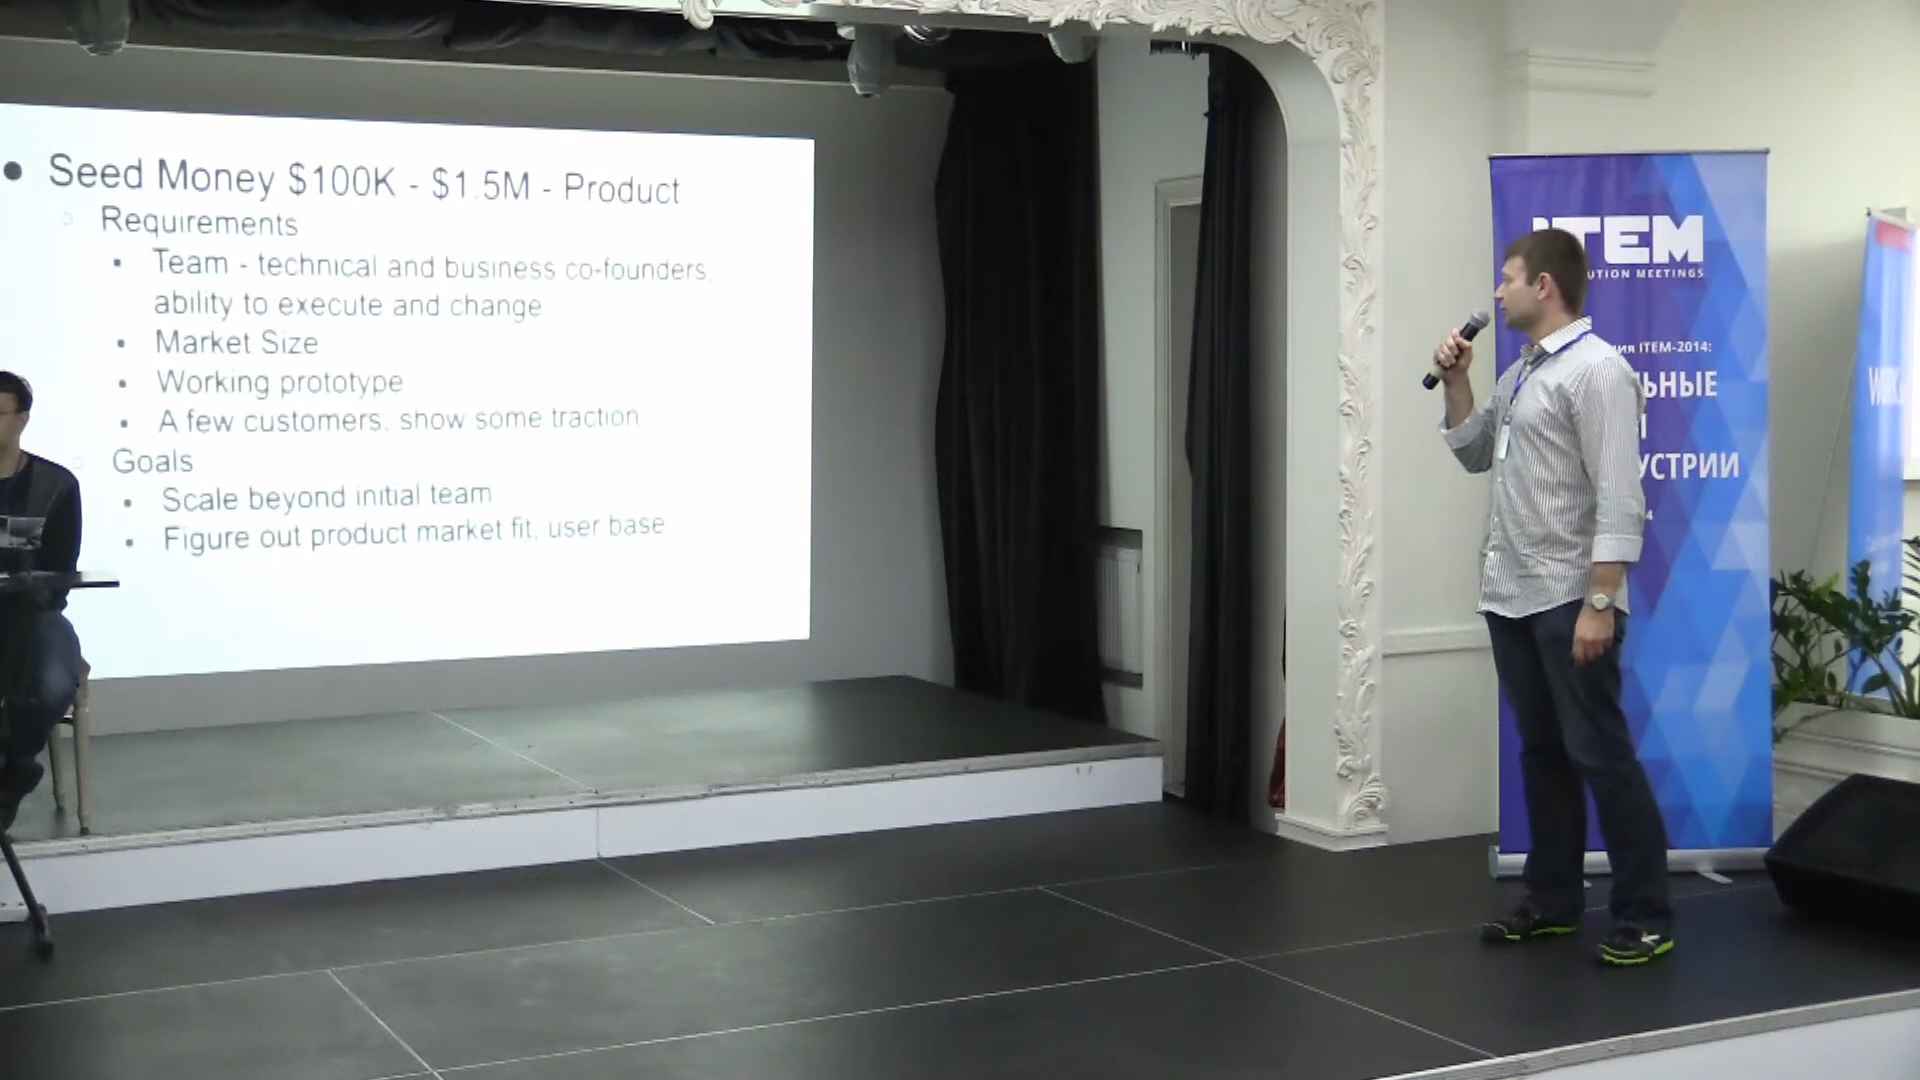 Seed Money $100K - $1.5M - Product
Requirements
Team - technical and business co-founders,
ability to execute and change
Market Size
Working prototype
A few customers, show some traction
Goals
Scale beyond initial team
Figure out product market fit, user base
ITEM
UTION MEETINGS
ия ITEM-2014:
ЬНЫЕ
Ы
УСТРИИ
4